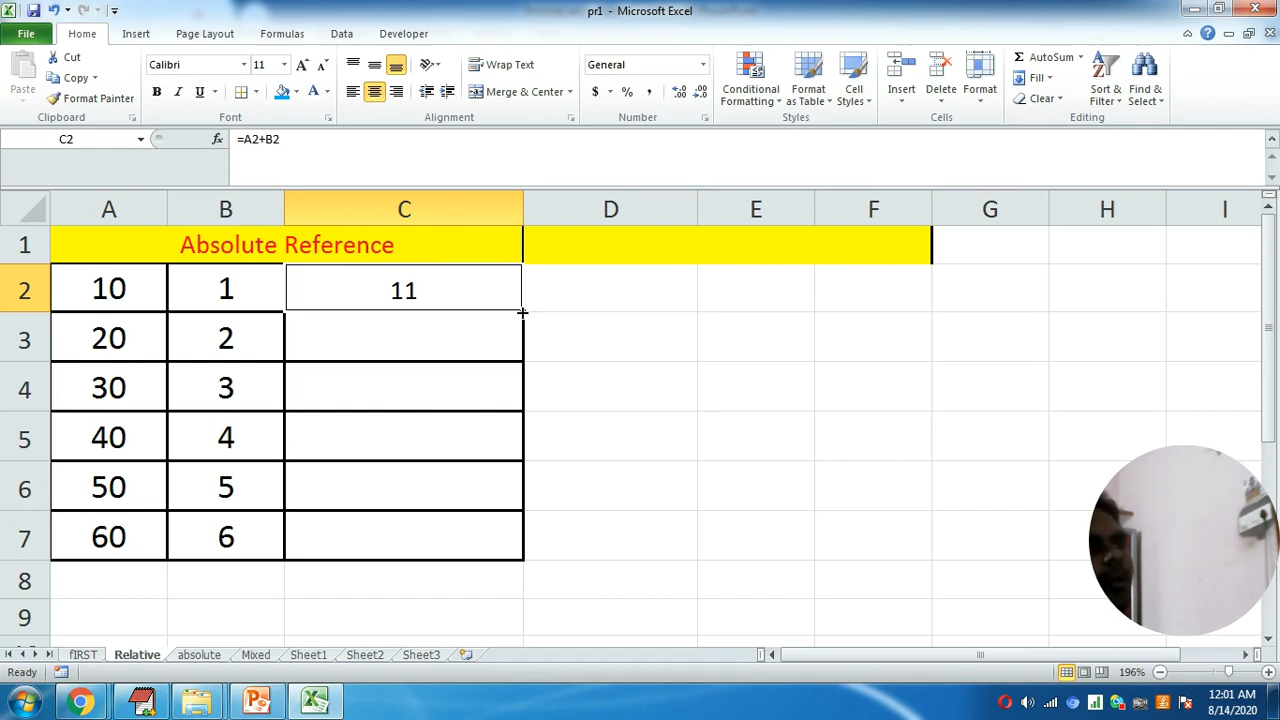 pr1 - Microsoft Excel
File Home Insert Page Layout Formulas Data Developer
Paste
Cut
Copy
Format Painter
Clipboard
Calibri 11
B I U
Font
Wrap Text
Merge & Center
Alignment
General
$ % ,
Number
Conditional Formatting
Format as Table
Cell Styles
Styles
Insert Delete Format
Cells
Σ AutoSum
Fill
Clear
Sort & Filter
Find & Select
Editing
C2 fx =A2+B2
A B C D E F G H I
1 Absolute Reference
2 10 1 11
3 20 2
4 30 3
5 40 4
6 50 5
7 60 6
8
9
fIRST Relative absolute Mixed Sheet1 Sheet2 Sheet3
Ready 196%
12:01 AM
8/14/2020